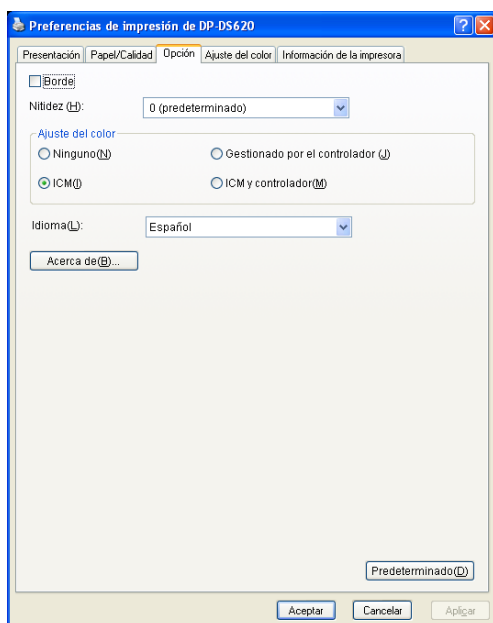 Preferencias de impresión de DP-DS620
Presentación Papel/Calidad Opción Ajuste del color Información de la impresora
Borde
Nitidez (H): 0 (predeterminado)
Ajuste del color
Ninguno(N) Gestionado por el controlador (J)
ICM(I) ICM y controlador(M)
Idioma(L): Español
Acerca de(B)...
Predeterminado(D)
Aceptar Cancelar Aplicar